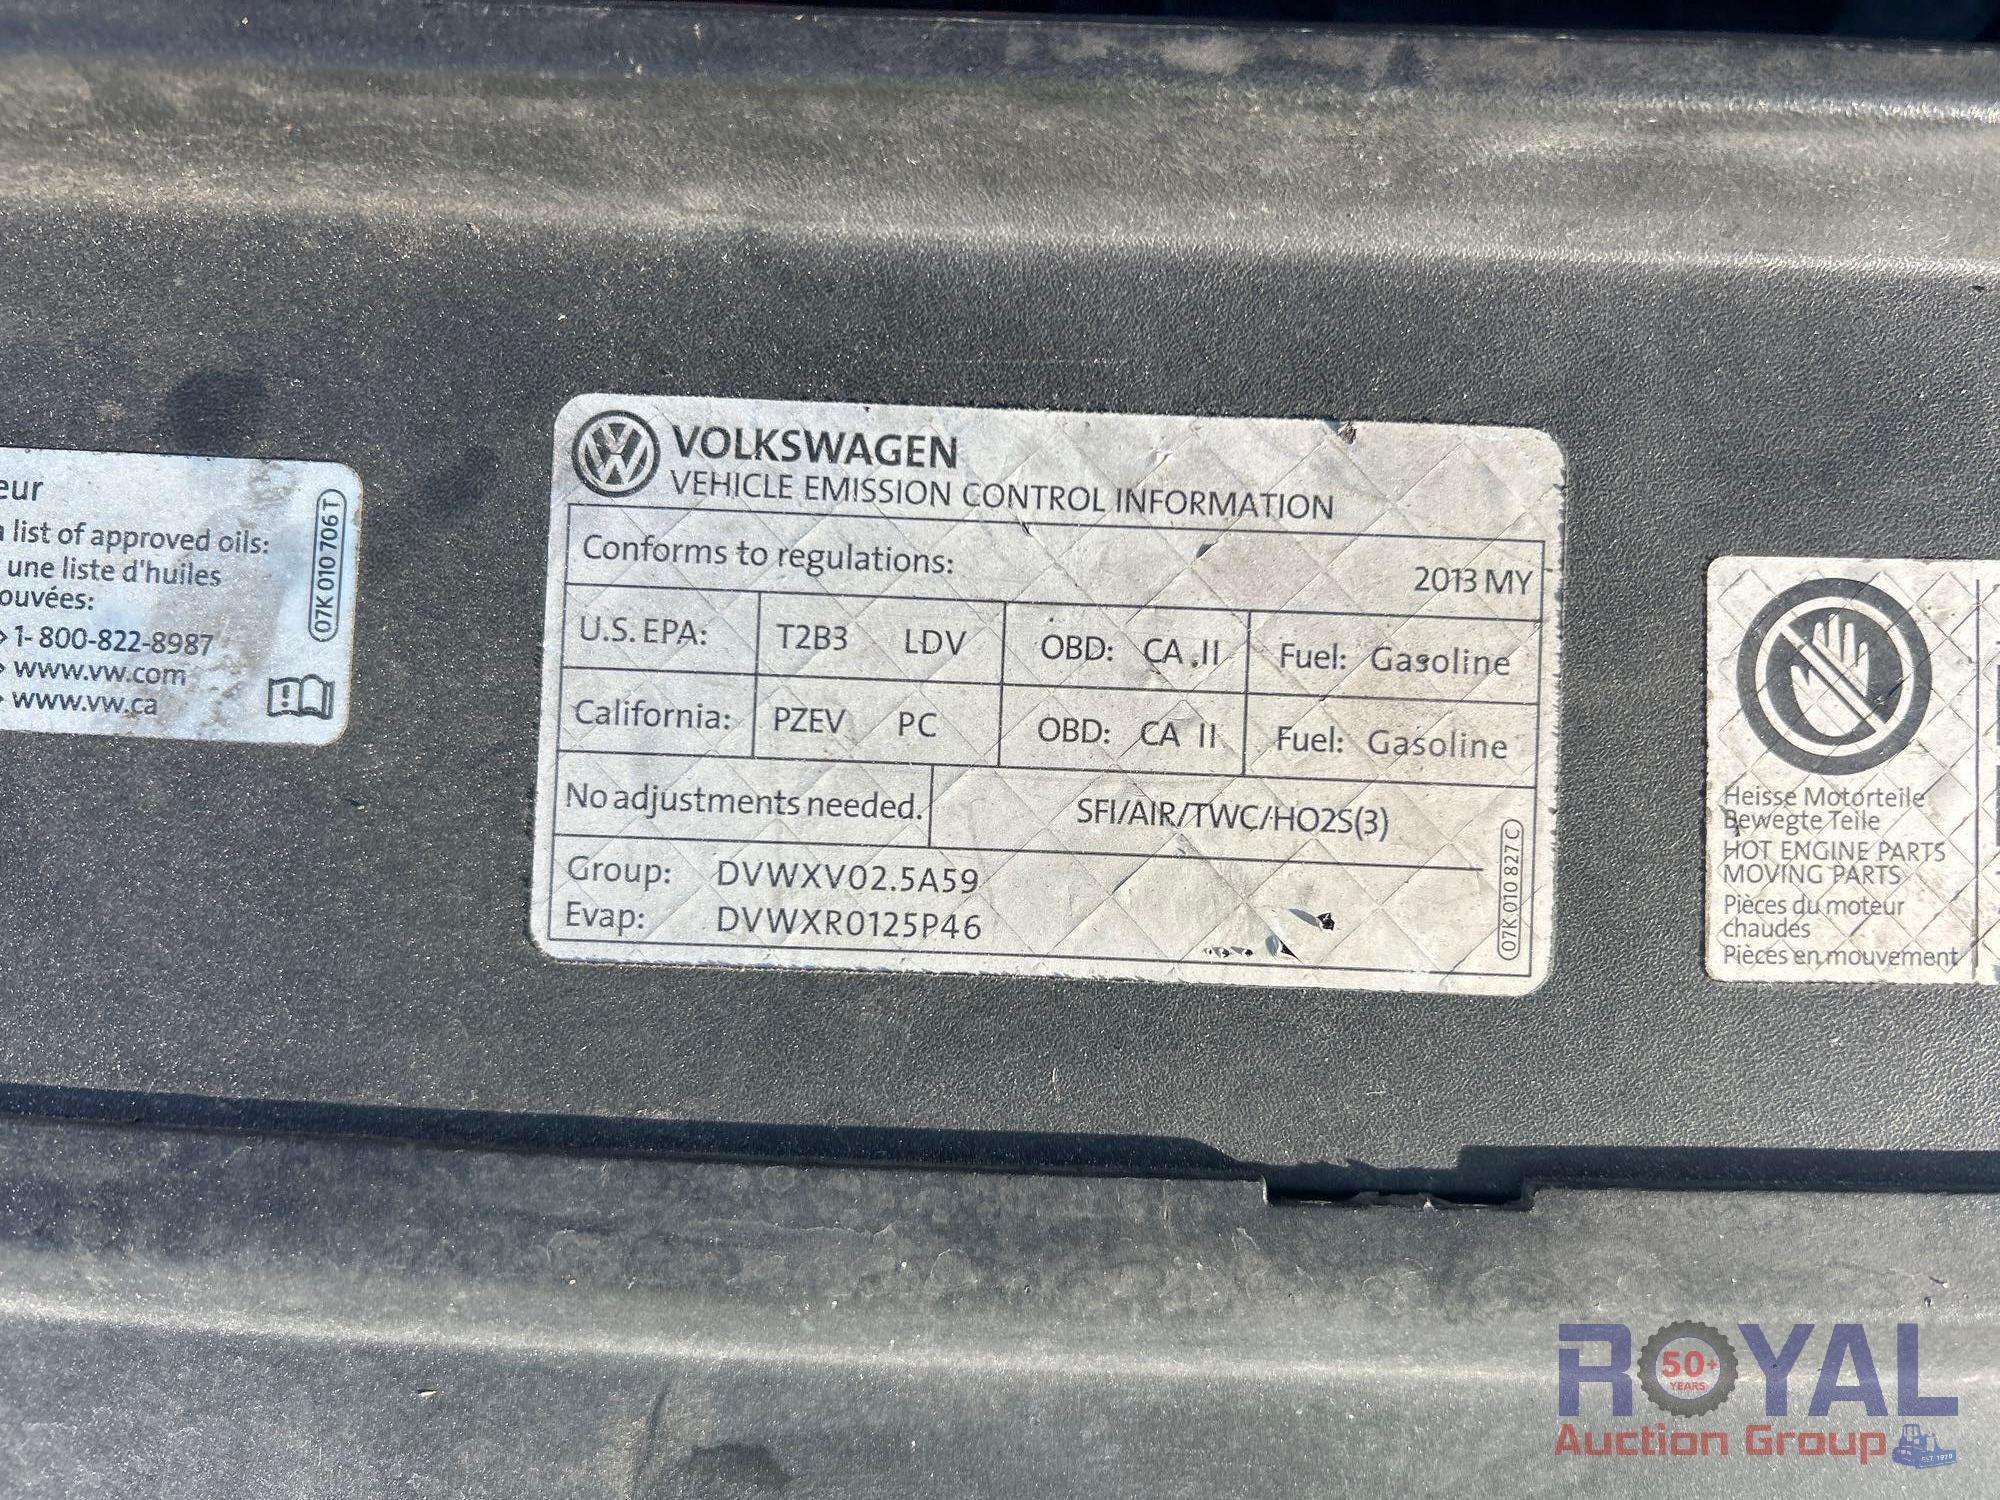 eur
list of approved oils:
une liste d'huiles
ouvées:
1-800-822-8987
www.vw.com
www.vw.ca
07K 010 706 T
VOLKSWAGEN
VEHICLE EMISSION CONTROL INFORMATION
Conforms to regulations: 2013 MY
U.S. EPA: T2B3 LDV OBD: CA II Fuel: Gasoline
California: PZEV PC OBD: CA II Fuel: Gasoline
No adjustments needed. SFI/AIR/TWC/HO2S(3)
Group: DVWXV02.5A59
Evap: DVWXR0125P46
07K 010 827 C
Heisse Motorteile
Bewegte Teile
HOT ENGINE PARTS
MOVING PARTS
Pièces du moteur
chaudes
Pièces en mouvement
ROYAL
50+
YEARS
Auction Group
EST. 1970